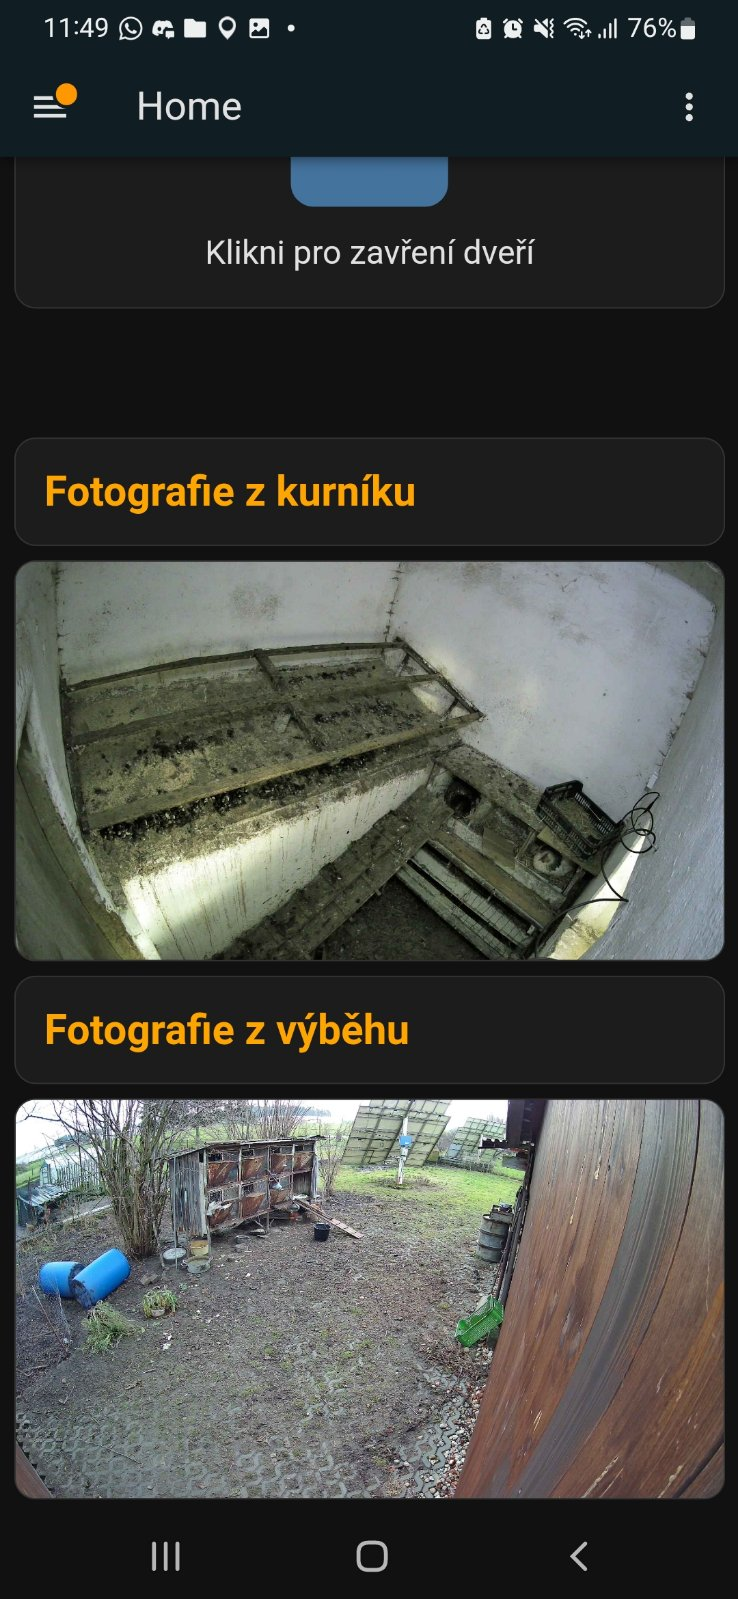 11:49
76%
Home
Klikni pro zavření dveří
Fotografie z kurníku
Fotografie z výběhu